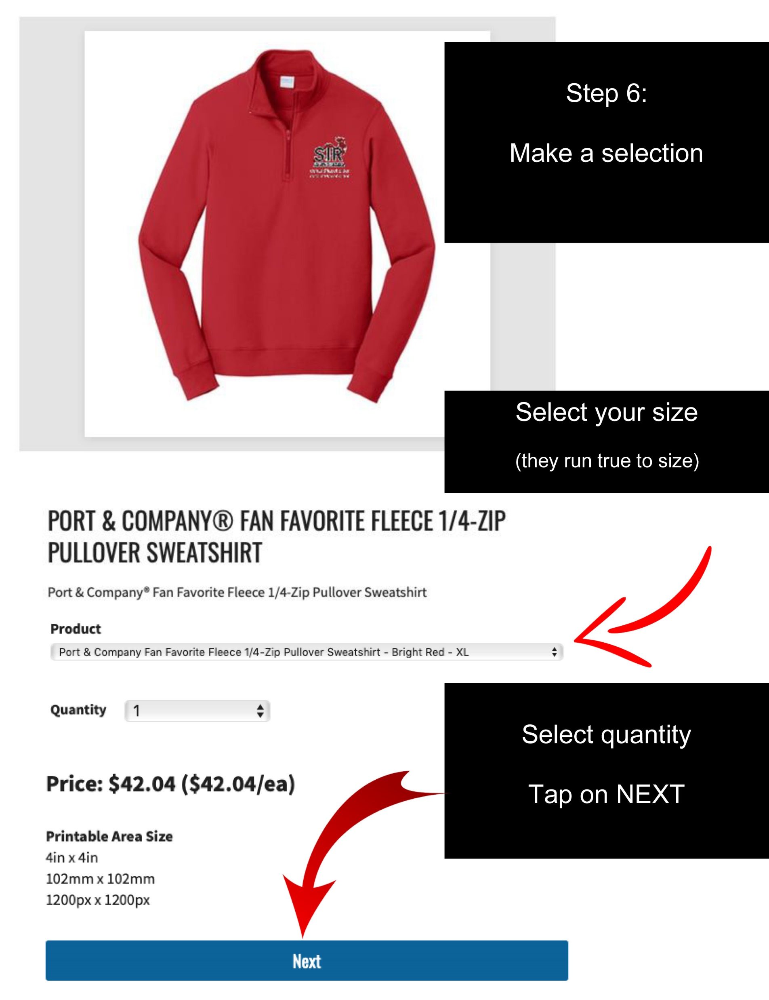 Step 6:
Make a selection
STR
Select your size
(they run true to size)
PORT & COMPANY® FAN FAVORITE FLEECE 1/4-ZIP
PULLOVER SWEATSHIRT
Port & Company® Fan Favorite Fleece 1/4-Zip Pullover Sweatshirt
Product
Port & Company Fan Favorite Fleece 1/4-Zip Pullover Sweatshirt - Bright Red - XL
Quantity 1
Select quantity
Tap on NEXT
Price: $42.04 ($42.04/ea)
Printable Area Size
4in x 4in
102mm x 102mm
1200px x 1200px
Next